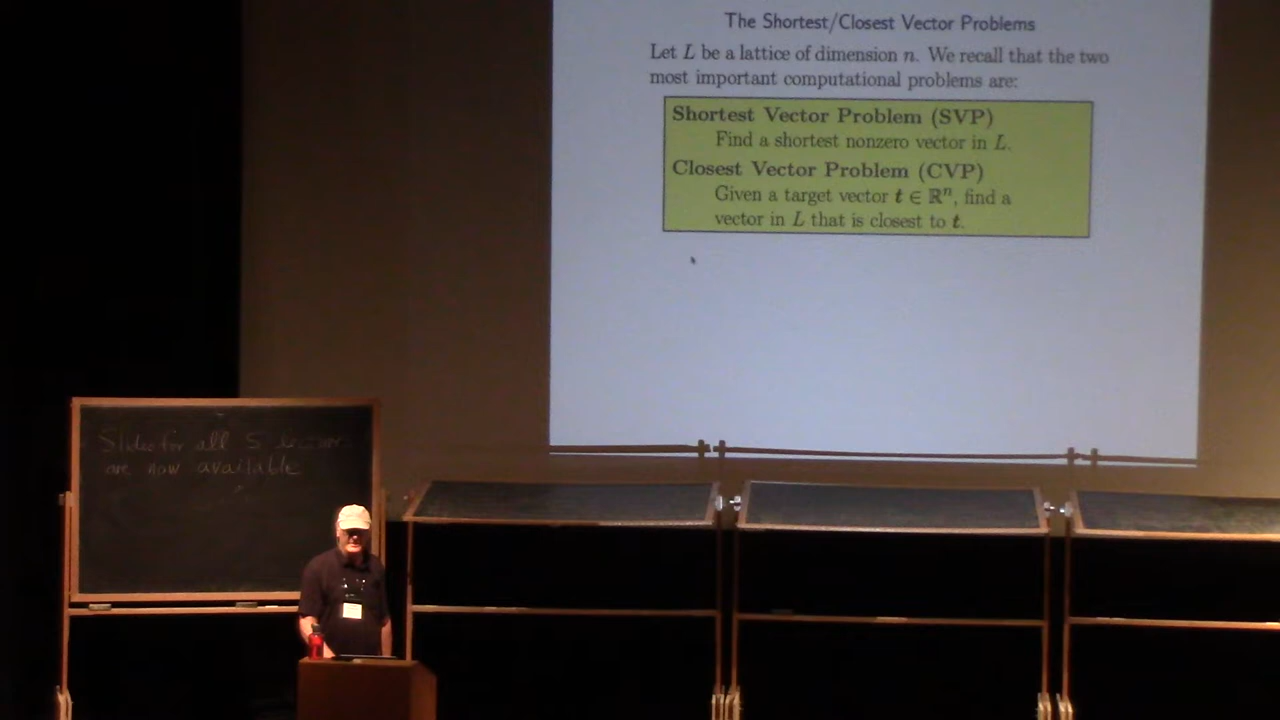 The Shortest/Closest Vector Problems
Let L be a lattice of dimension n. We recall that the two
most important computational problems are:
Shortest Vector Problem (SVP)
Find a shortest nonzero vector in L.
Closest Vector Problem (CVP)
Given a target vector t ∈ ℝⁿ, find a
vector in L that is closest to t.
Slides for all 5
are now available